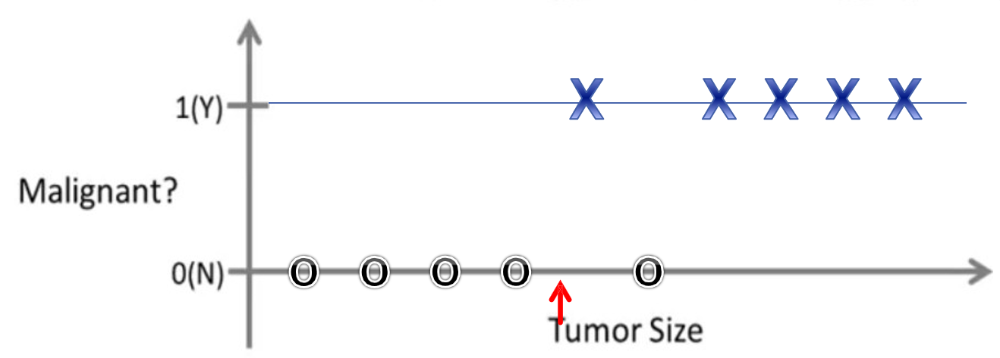 1(Y) X X X X X
Malignant?
0(N) O O O O O
Tumor Size